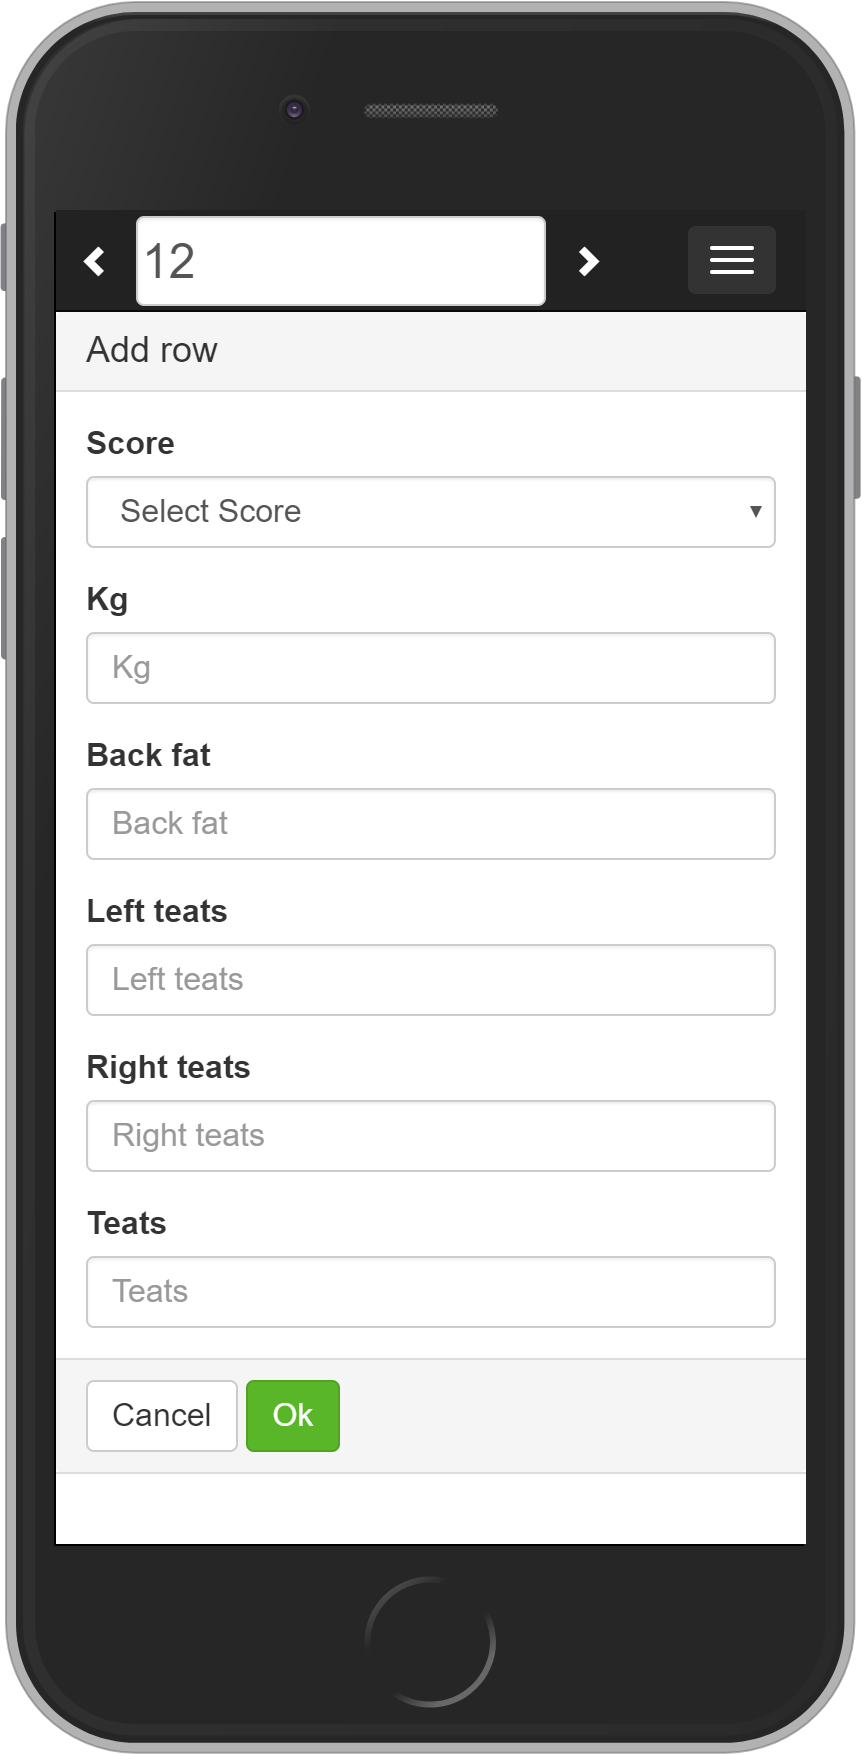 12
Add row
Score
Select Score
Kg
Kg
Back fat
Back fat
Left teats
Left teats
Right teats
Right teats
Teats
Teats
Cancel Ok